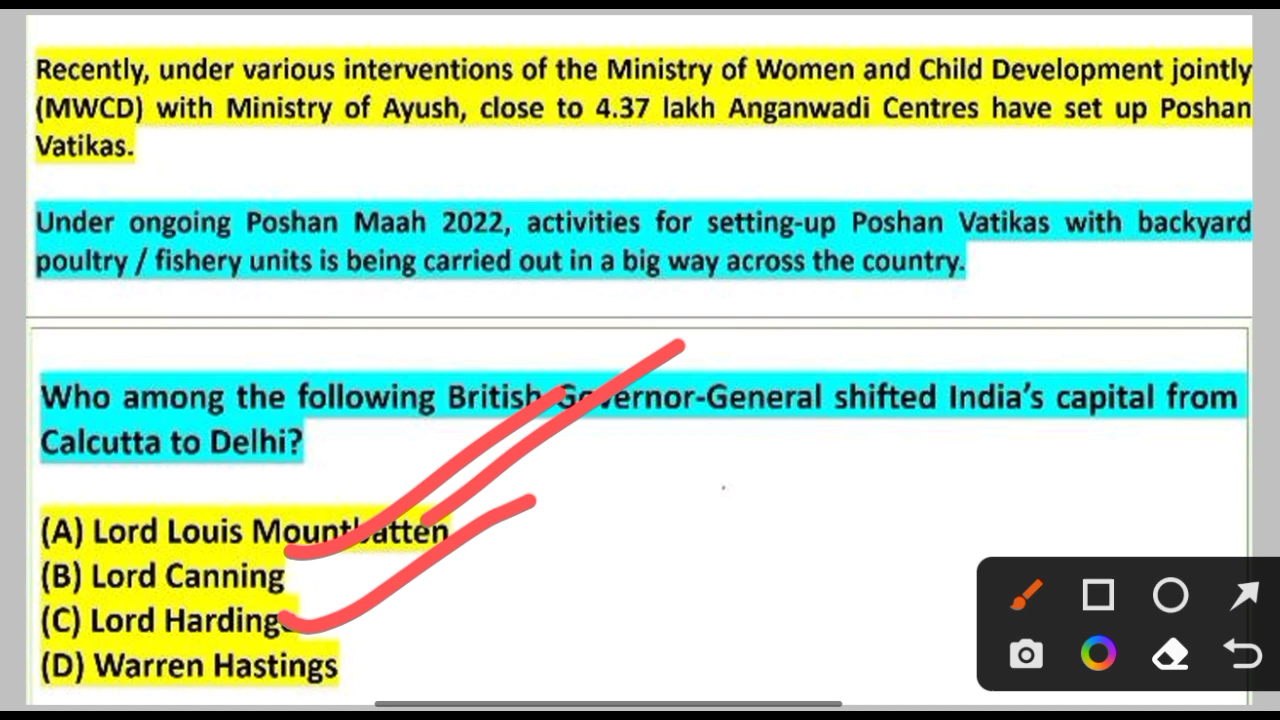 Recently, under various interventions of the Ministry of Women and Child Development jointly
(MWCD) with Ministry of Ayush, close to 4.37 lakh Anganwadi Centres have set up Poshan
Vatikas.
Under ongoing Poshan Maah 2022, activities for setting-up Poshan Vatikas with backyard
poultry / fishery units is being carried out in a big way across the country.
Who among the following British Governor-General shifted India's capital from
Calcutta to Delhi?
(A) Lord Louis Mountbatten
(B) Lord Canning
(C) Lord Hardinge
(D) Warren Hastings